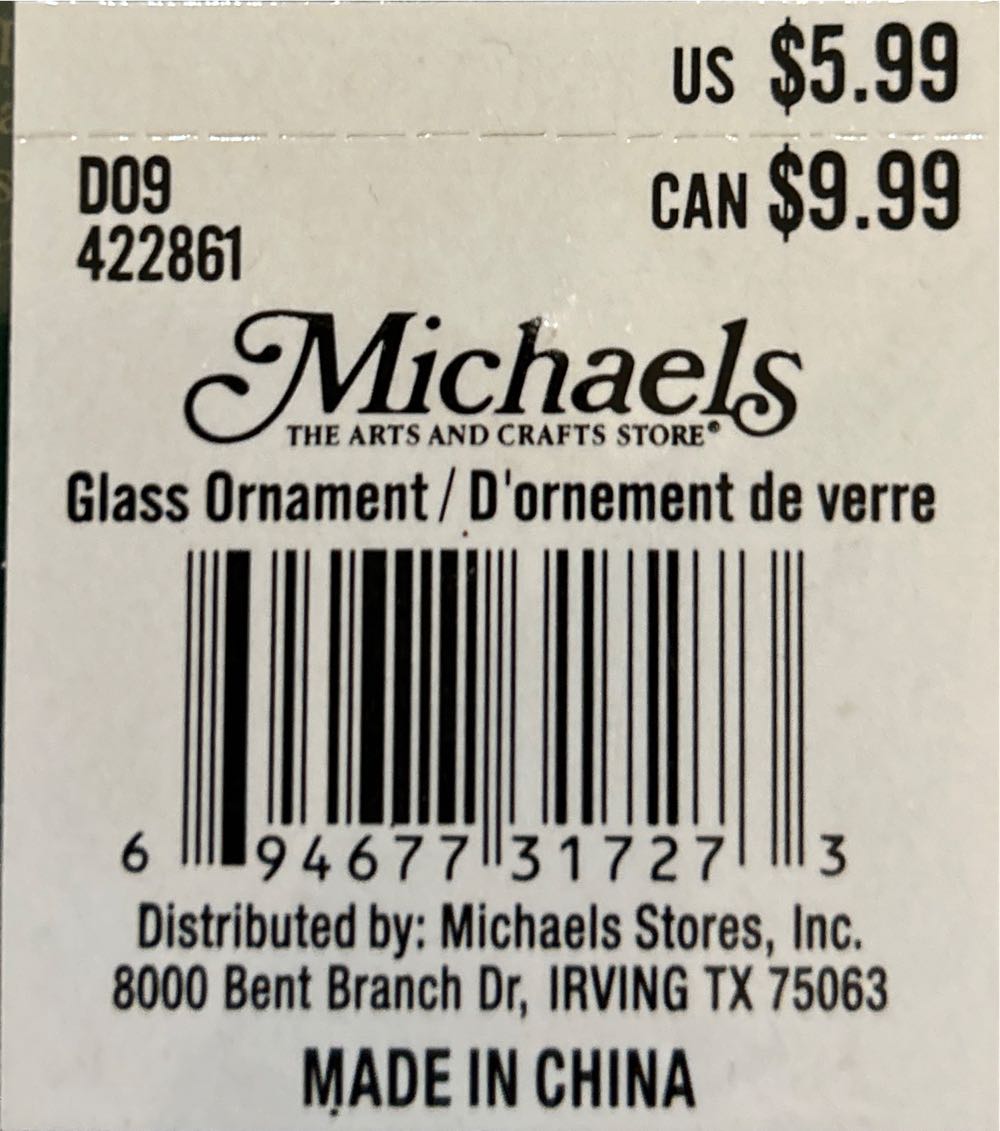 US $5.99
CAN $9.99
D09
422861
Michaels
THE ARTS AND CRAFTS STORE®
Glass Ornament / D'ornement de verre
6 94677 31727 3
Distributed by: Michaels Stores, Inc.
8000 Bent Branch Dr, IRVING TX 75063
MADE IN CHINA